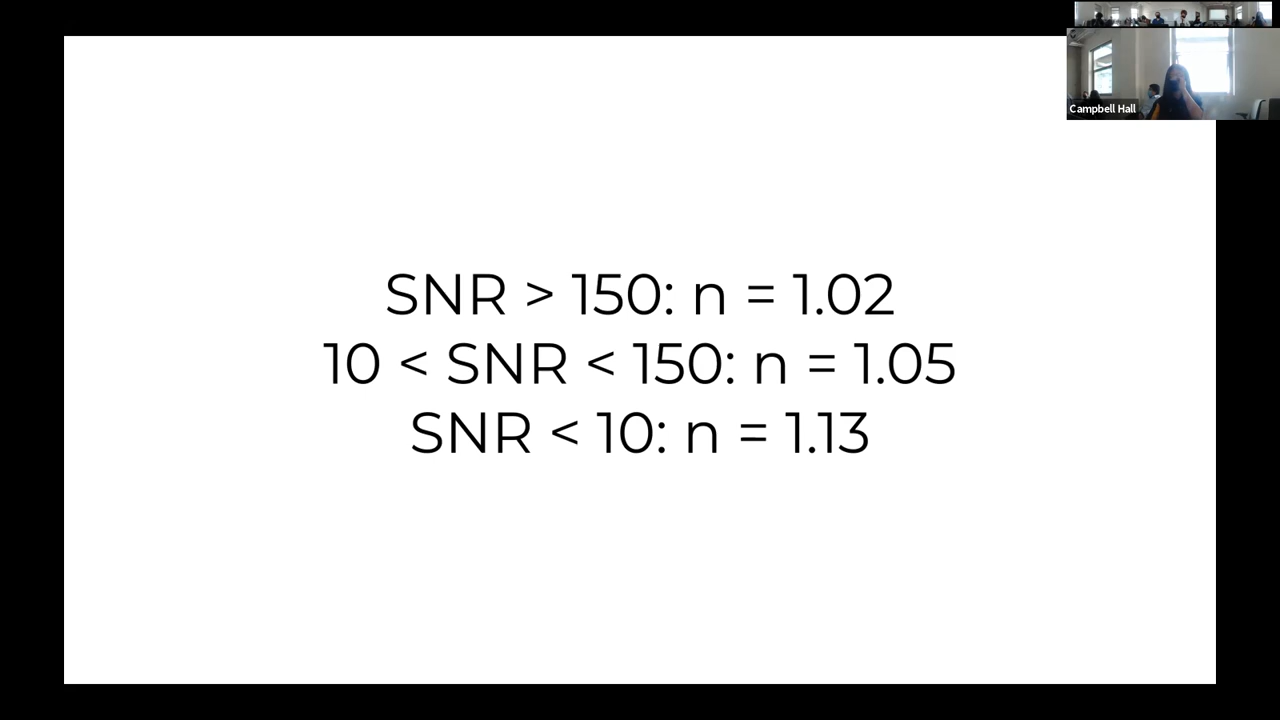 Campbell Hall
SNR > 150: n = 1.02
10 < SNR < 150: n = 1.05
SNR < 10: n = 1.13